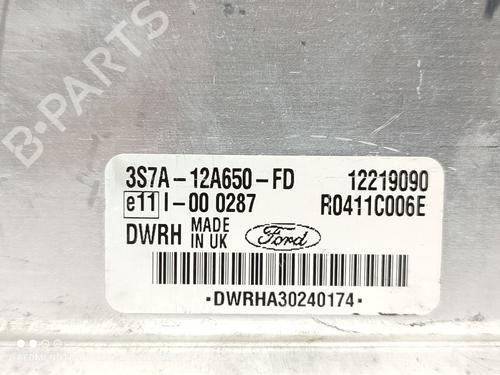 B-PARTS
3S7A-12A650-FD 12219090
e11 I-00 0287 R0411C006E
DWRH MADE IN UK Ford
-DWRHA30240174-